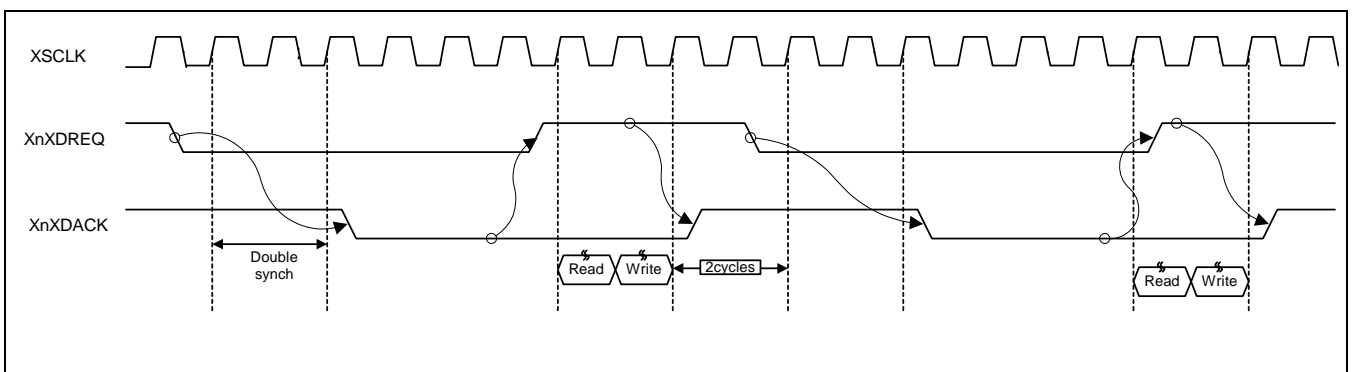 XSCLK
XnXDREQ
XnXDACK
Double
synch
Read
Write
2cycles
Read
Write